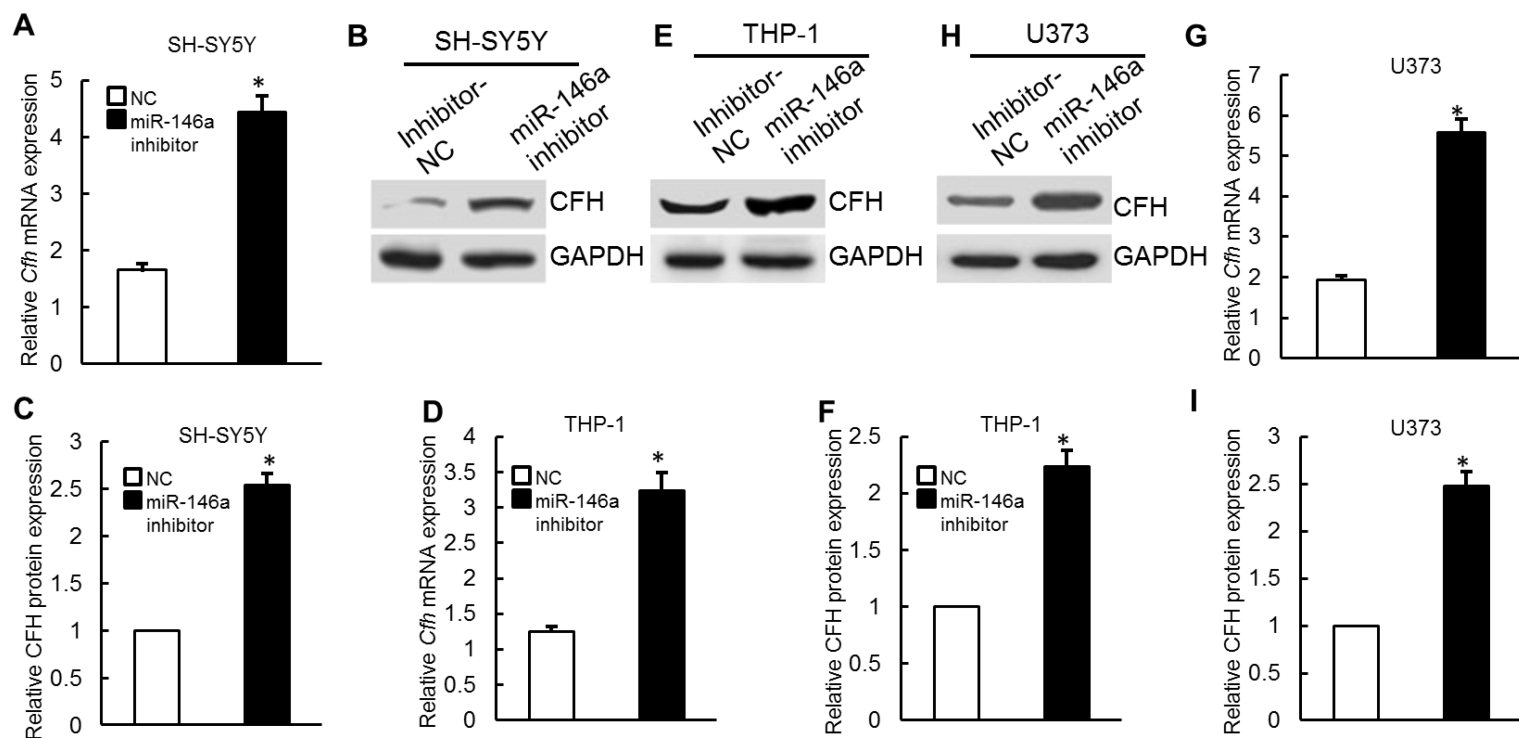 A
SH-SY5Y
Relative Cfh mRNA expression
5
4
3
2
1
0
NC
miR-146a
inhibitor
*
B
SH-SY5Y
Inhibitor-
NC
miR-146a
inhibitor
CFH
GAPDH
E
THP-1
Inhibitor-
NC
miR-146a
inhibitor
CFH
GAPDH
H
U373
Inhibitor-
NC
miR-146a
inhibitor
CFH
GAPDH
G
U373
Relative Cfh mRNA expression
7
6
5
4
3
2
1
0
*
C
SH-SY5Y
Relative CFH protein expression
3
2.5
2
1.5
1
0.5
0
NC
miR-146a
inhibitor
*
D
THP-1
Relative Cfh mRNA expression
4
3.5
3
2.5
2
1.5
1
0.5
0
NC
miR-146a
inhibitor
*
F
THP-1
Relative CFH protein expression
2.5
2
1.5
1
0.5
0
NC
miR-146a
inhibitor
*
I
U373
Relative CFH protein expression
3
2.5
2
1.5
1
0.5
0
*